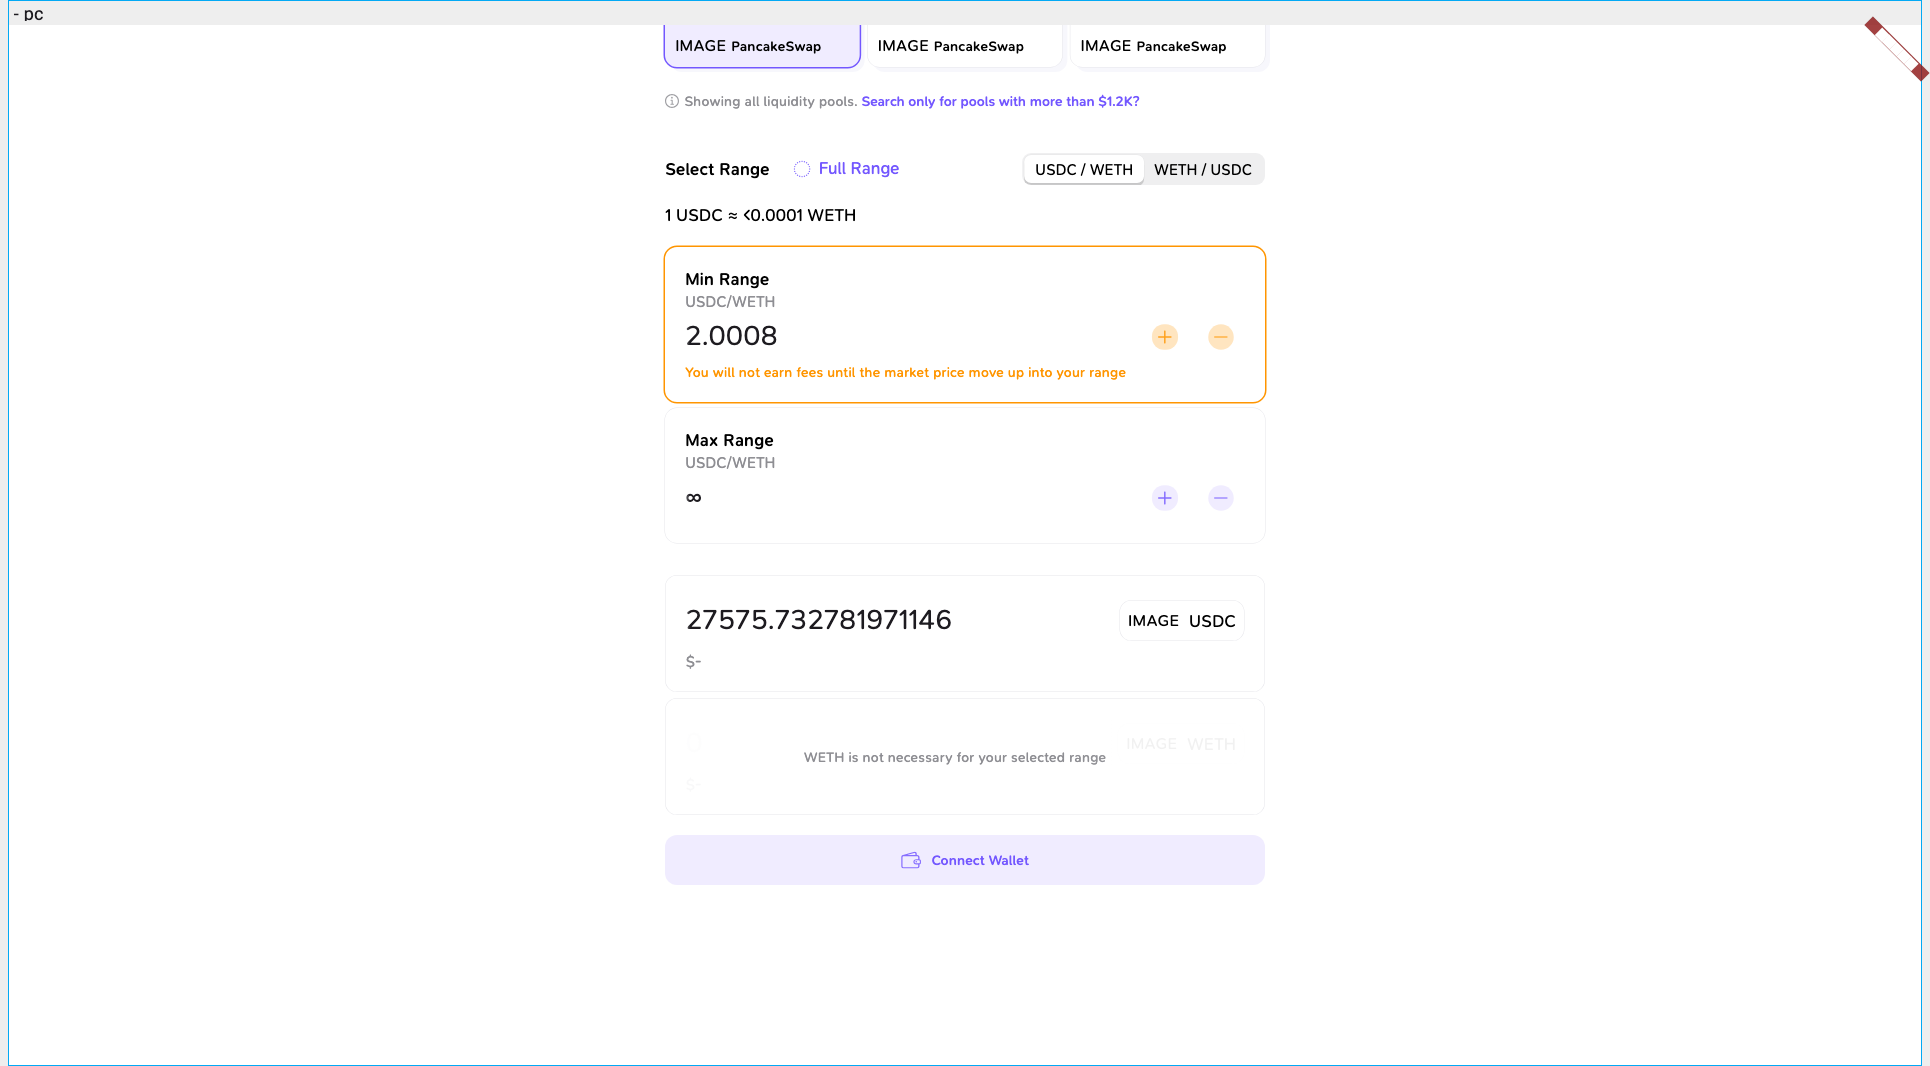 - pc
IMAGE PancakeSwap IMAGE PancakeSwap IMAGE PancakeSwap
Showing all liquidity pools. Search only for pools with more than $1.2K?
Select Range Full Range USDC / WETH WETH / USDC
1 USDC ≈ <0.0001 WETH
Min Range
USDC/WETH
2.0008
You will not earn fees until the market price move up into your range
Max Range
USDC/WETH
∞
27575.732781971146 IMAGE USDC
$-
IMAGE WETH
WETH is not necessary for your selected range
$-
Connect Wallet